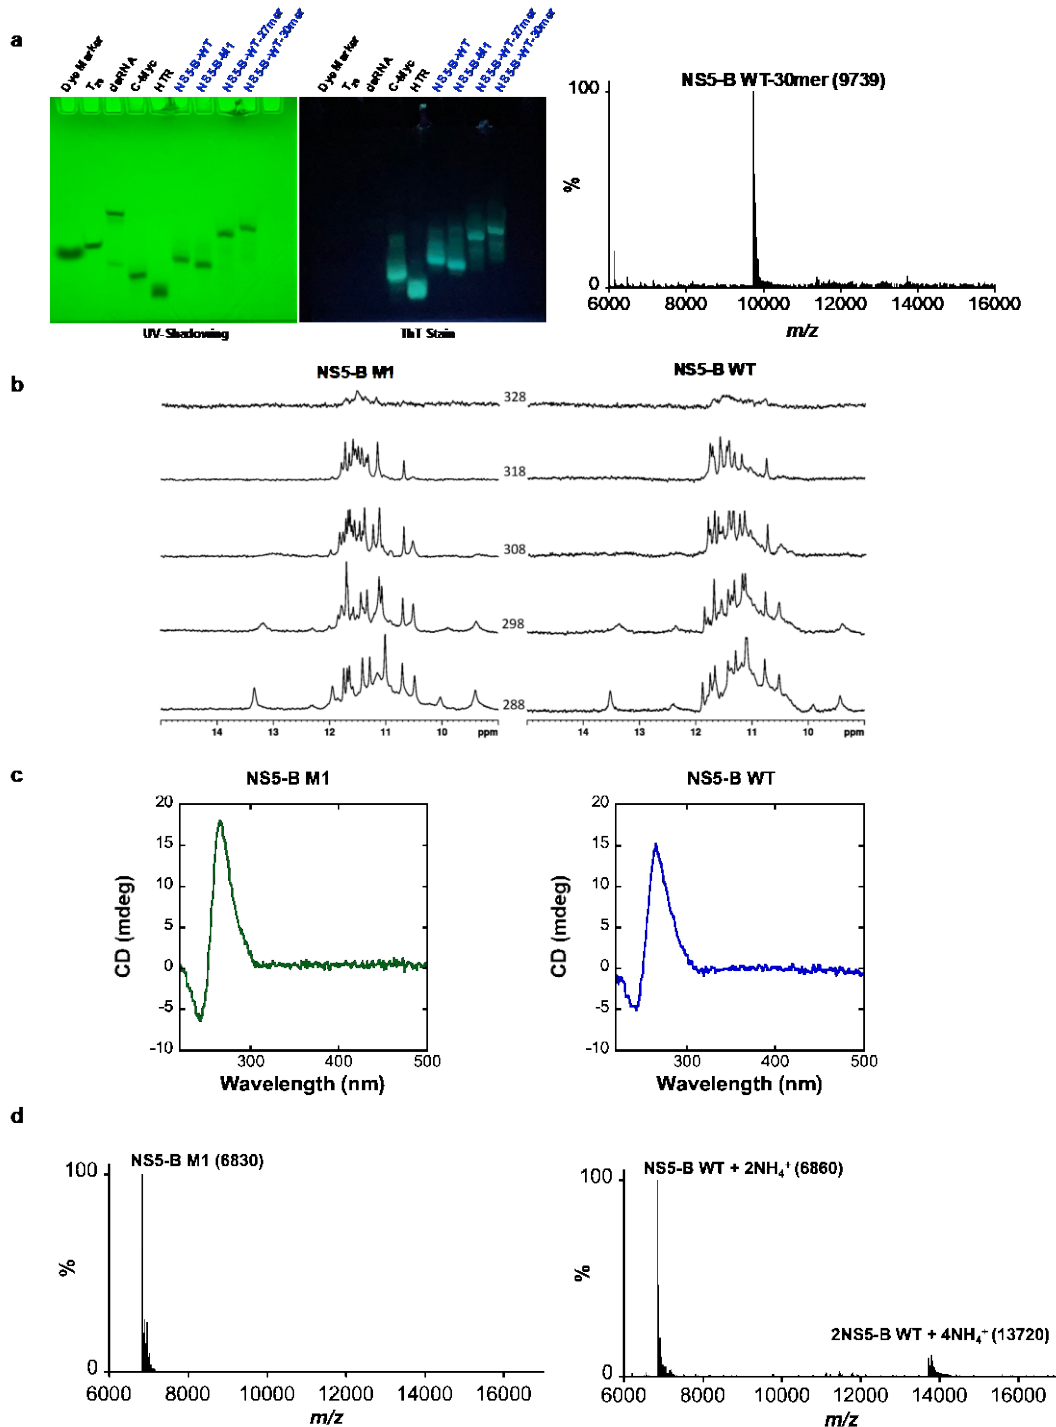 a
Dye Marker
T20
dsRNA
C-Myc
HTR
NS5-B-WT
NS5-B-M1
NS5-B-WT-27mer
NS5-B-WT-30mer
Dye Marker
dsRNA
C-Myc
HTR
NS5-B-WT
NS5-B-M1
NS5-B-WT-27mer
NS5-B-WT-30mer
UV-Shadowing
ThT Stain
NS5-B WT-30mer (9739)
100
%
0
6000 8000 10000 12000 14000 16000
m/z
b
NS5-B M1
NS5-B WT
328
318
308
298
288
14 13 12 11 10 ppm
14 13 12 11 10 ppm
c
NS5-B M1
20
15
10
5
0
-5
-10
CD (mdeg)
300 400 500
Wavelength (nm)
NS5-B WT
20
15
10
5
0
-5
-10
CD (mdeg)
300 400 500
Wavelength (nm)
d
NS5-B M1 (6830)
100
%
0
6000 8000 10000 12000 14000 16000
m/z
NS5-B WT + 2NH₄⁺ (6860)
100
%
2NS5-B WT + 4NH₄⁺ (13720)
0
6000 8000 10000 12000 14000 16000
m/z